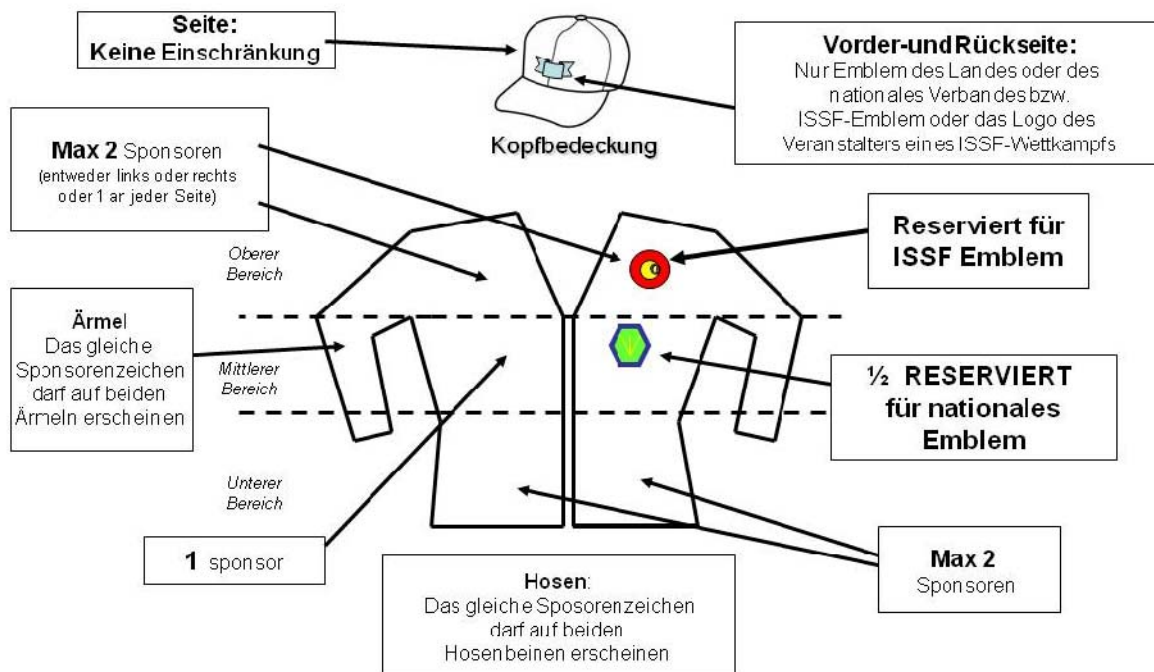 Seite:
Keine Einschränkung
Vorder-und Rückseite:
Nur Emblem des Landes oder des
nationales Verbandes bzw.
ISSF-Emblem oder das Logo des
Veranstalters eines ISSF-Wettkampfs
Kopfbedeckung
Max 2 Sponsoren
(entweder links oder rechts
oder 1 ar jeder Seite)
Reserviert für
ISSF Emblem
Oberer
Bereich
Ärmel
Das gleiche
Sponsorenzeichen
darf auf beiden
Ärmeln erscheinen
Mittlerer
Bereich
½ RESERVIERT
für nationales
Emblem
Unterer
Bereich
1 sponsor
Max 2
Sponsoren
Hosen:
Das gleiche Sposorenzeichen
darf auf beiden
Hosenbeinen erscheinen